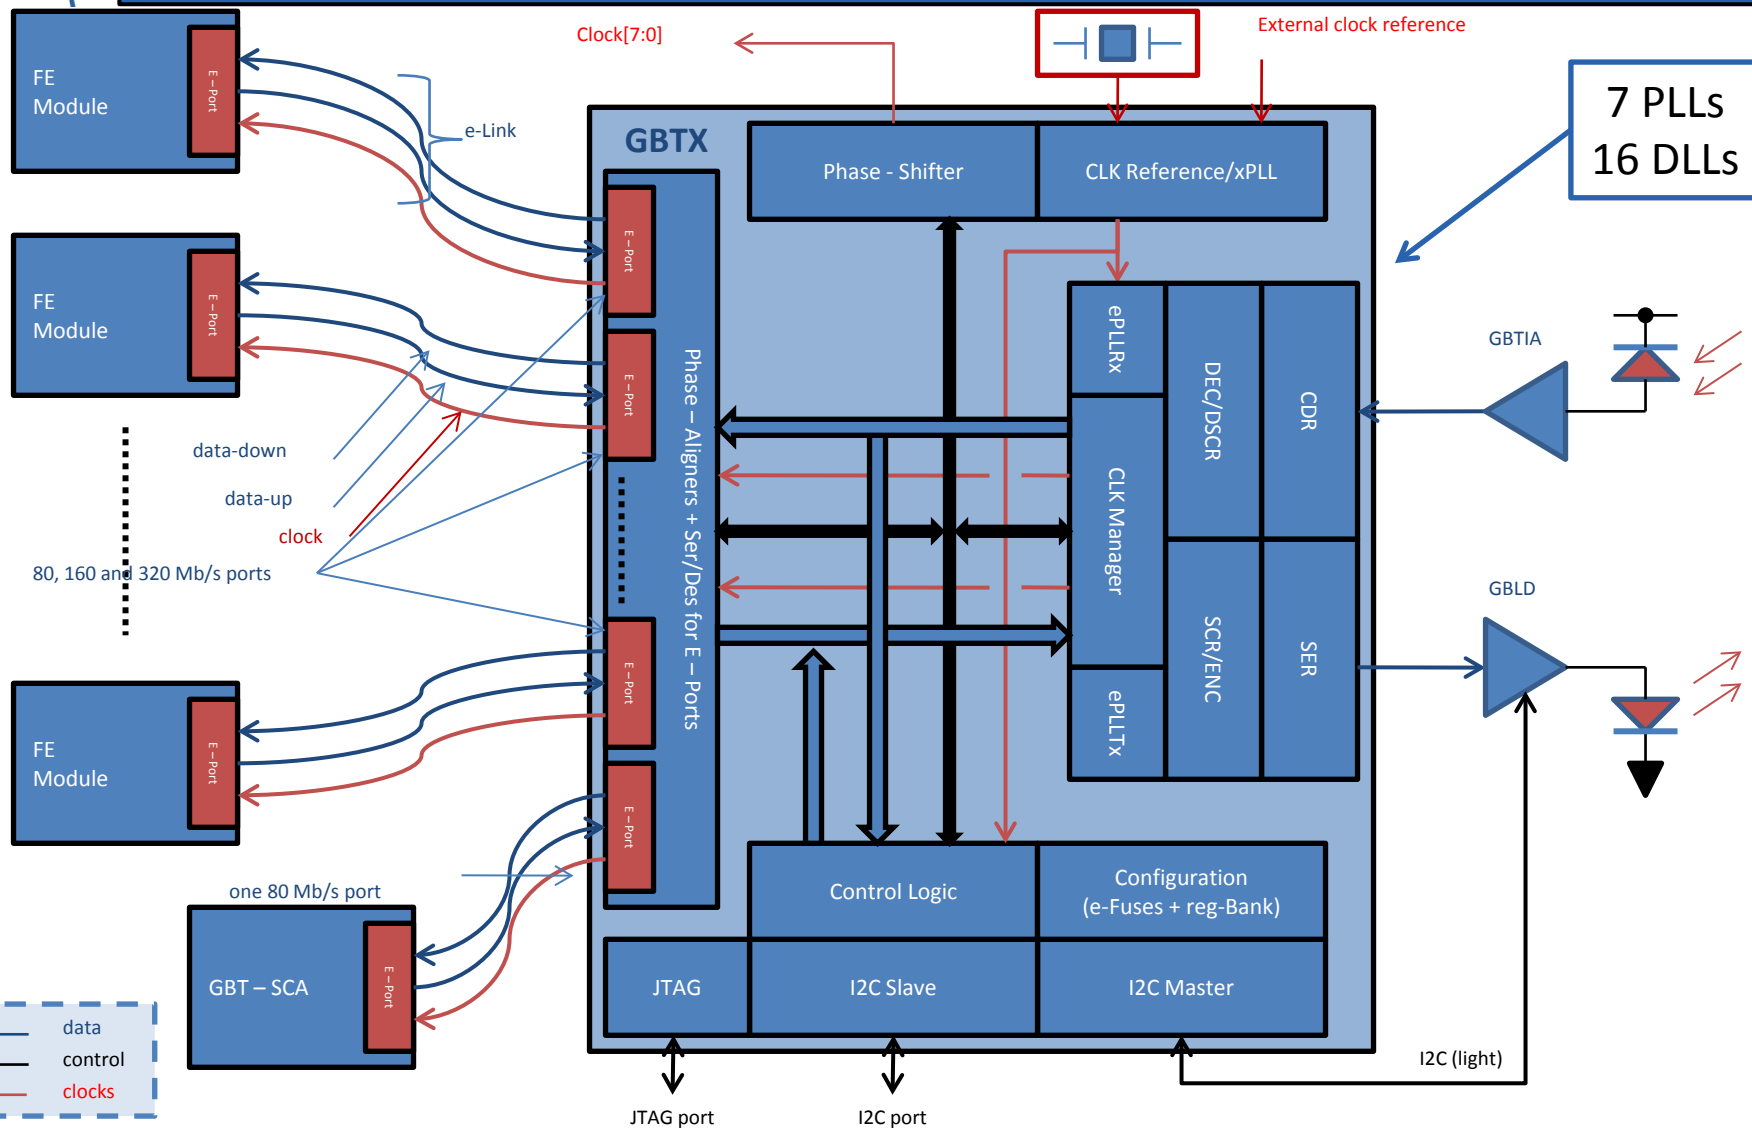 Clock[7:0]
External clock reference
7 PLLs
16 DLLs
FE
Module
E – Port
e-Link
GBTX
Phase - Shifter
CLK Reference/xPLL
E – Port
FE
Module
E – Port
E – Port
Phase – Aligners + Ser/Des for E – Ports
ePLLRx
DEC/DSCR
CDR
GBTIA
data-down
data-up
clock
80, 160 and 320 Mb/s ports
CLK Manager
GBLD
SCR/ENC
SER
ePLLTx
FE
Module
E – Port
E – Port
E – Port
one 80 Mb/s port
Control Logic
Configuration
(e-Fuses + reg-Bank)
GBT – SCA
E – Port
JTAG
I2C Slave
I2C Master
data
control
clocks
I2C (light)
JTAG port
I2C port